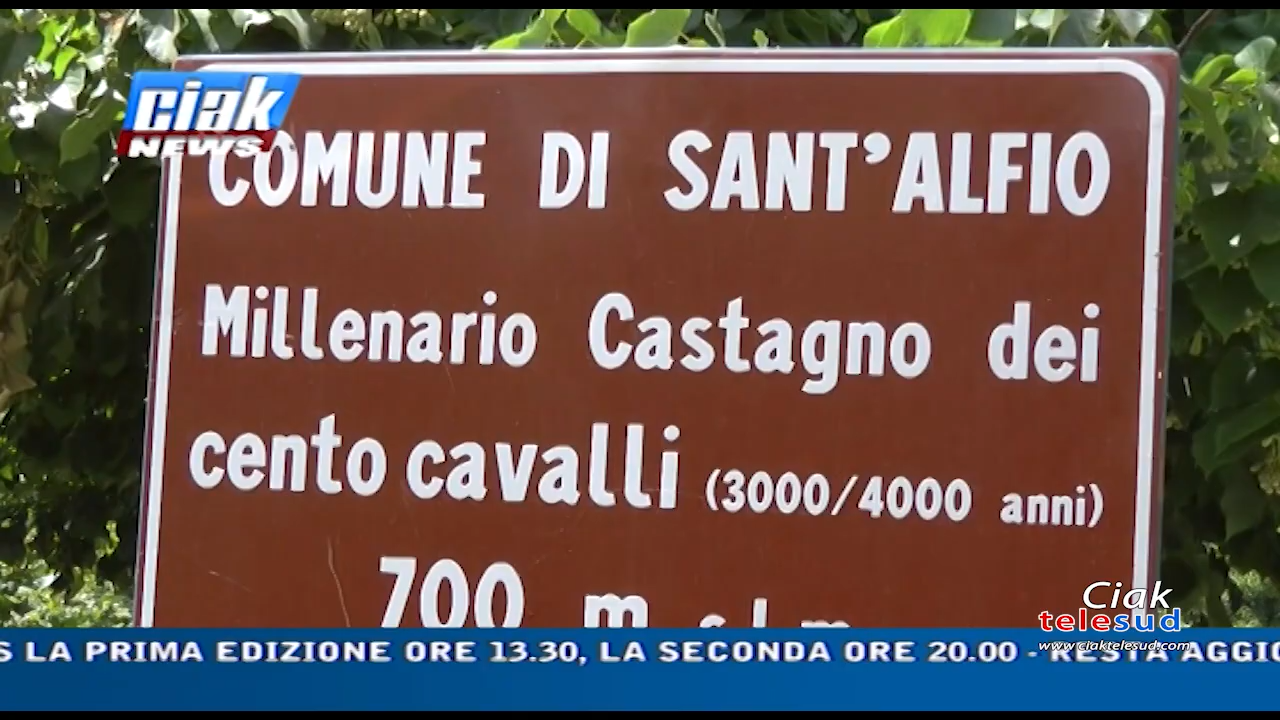 ciak
NEWS
COMUNE DI SANT'ALFIO
Millenario Castagno dei
cento cavalli (3000/4000 anni)
700 m s.l.m.
Ciak
telesud
www.ciaktelesud.com
S LA PRIMA EDIZIONE ORE 13.30, LA SECONDA ORE 20.00 - RESTA AGGIO